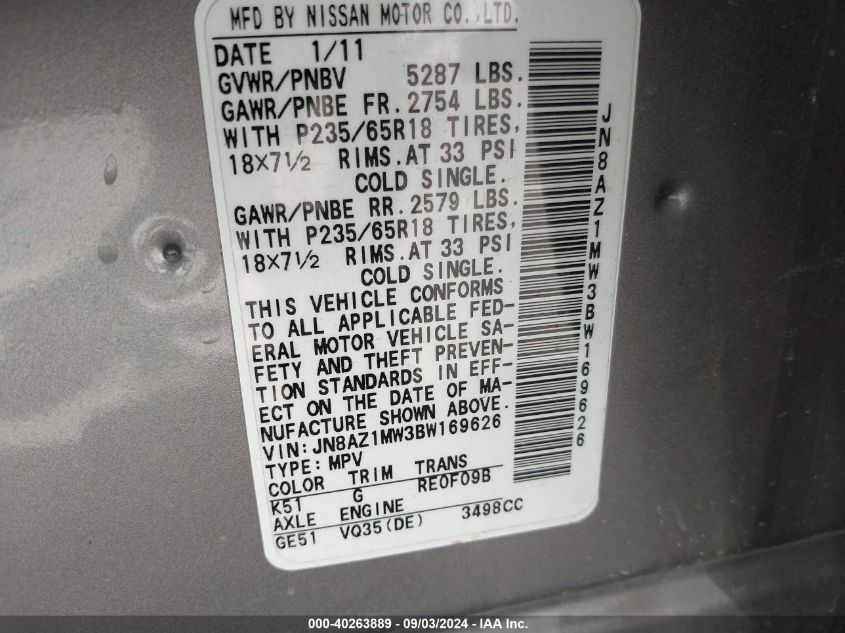 MFD BY NISSAN MOTOR CO.,LTD.
DATE 1/11
GVWR/PNBV 5287 LBS.
GAWR/PNBE FR. 2754 LBS.
WITH P235/65R18 TIRES,
18X7½ RIMS.AT 33 PSI
COLD SINGLE.
GAWR/PNBE RR. 2579 LBS.
WITH P235/65R18 TIRES,
18X7½ RIMS.AT 33 PSI
COLD SINGLE.
THIS VEHICLE CONFORMS
TO ALL APPLICABLE FED-
ERAL MOTOR VEHICLE SA-
FETY AND THEFT PREVEN-
TION STANDARDS IN EFF-
ECT ON THE DATE OF MA-
NUFACTURE SHOWN ABOVE.
VIN:JN8AZ1MW3BW169626
TYPE:MPV
COLOR TRIM TRANS
K51 G RE0F09B
AXLE ENGINE
GE51 VQ35(DE) 3498CC
JN8AZ1MW3BW169626
000-40263889 - 09/03/2024 - IAA Inc.